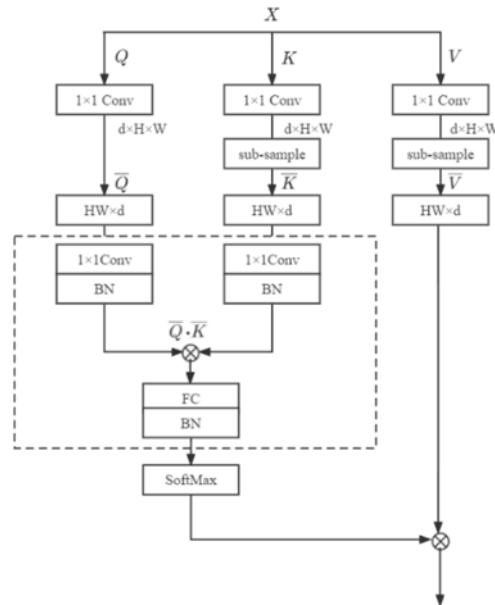 X
Q K V
1×1 Conv 1×1 Conv 1×1 Conv
d×H×W d×H×W d×H×W
sub-sample sub-sample
Q̅ K̅ V̅
HW×d HW×d HW×d
1×1Conv 1×1Conv
BN BN
Q̅·K̅
FC
BN
SoftMax